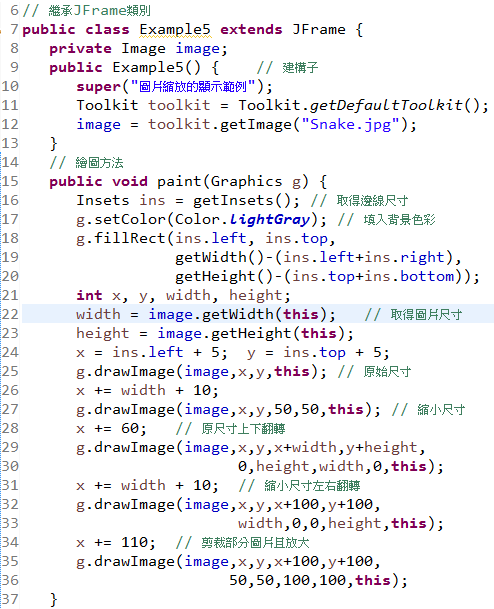 6 // 繼承JFrame類別
7 public class Example5 extends JFrame {
8     private Image image;
9     public Example5() {    // 建構子
10        super("圖片縮放的顯示範例");
11        Toolkit toolkit = Toolkit.getDefaultToolkit();
12        image = toolkit.getImage("Snake.jpg");
13    }
14    // 繪圖方法
15    public void paint(Graphics g) {
16        Insets ins = getInsets(); // 取得邊線尺寸
17        g.setColor(Color.lightGray); // 填入背景色彩
18        g.fillRect(ins.left, ins.top,
19                   getWidth()-(ins.left+ins.right),
20                   getHeight()-(ins.top+ins.bottom));
21        int x, y, width, height;
22        width = image.getWidth(this);   // 取得圖片尺寸
23        height = image.getHeight(this);
24        x = ins.left + 5;  y = ins.top + 5;
25        g.drawImage(image,x,y,this); // 原始尺寸
26        x += width + 10;
27        g.drawImage(image,x,y,50,50,this); // 縮小尺寸
28        x += 60;   // 原尺寸上下翻轉
29        g.drawImage(image,x,y,x+width,y+height,
30                          0,height,width,0,this);
31        x += width + 10;  // 縮小尺寸左右翻轉
32        g.drawImage(image,x,y,x+100,y+100,
33                          width,0,0,height,this);
34        x += 110;  // 剪裁部分圖片且放大
35        g.drawImage(image,x,y,x+100,y+100,
36                         50,50,100,100,this);
37    }